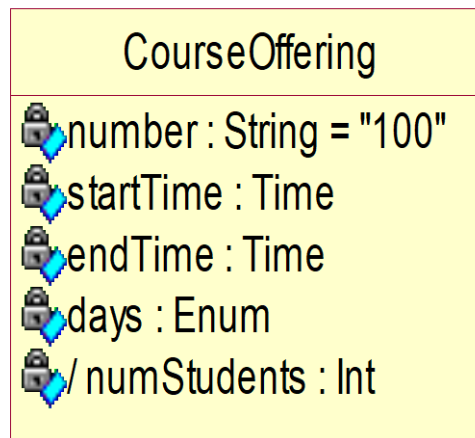 CourseOffering
number : String = "100"
startTime : Time
endTime : Time
days : Enum
/ numStudents : Int